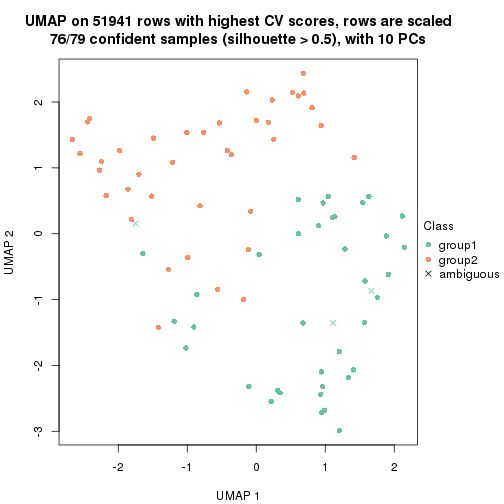 UMAP on 51941 rows with highest CV scores, rows are scaled
76/79 confident samples (silhouette > 0.5), with 10 PCs
2
1
0
-1
-2
-3
UMAP 2
-2
-1
0
1
2
UMAP 1
Class
group1
group2
ambiguous